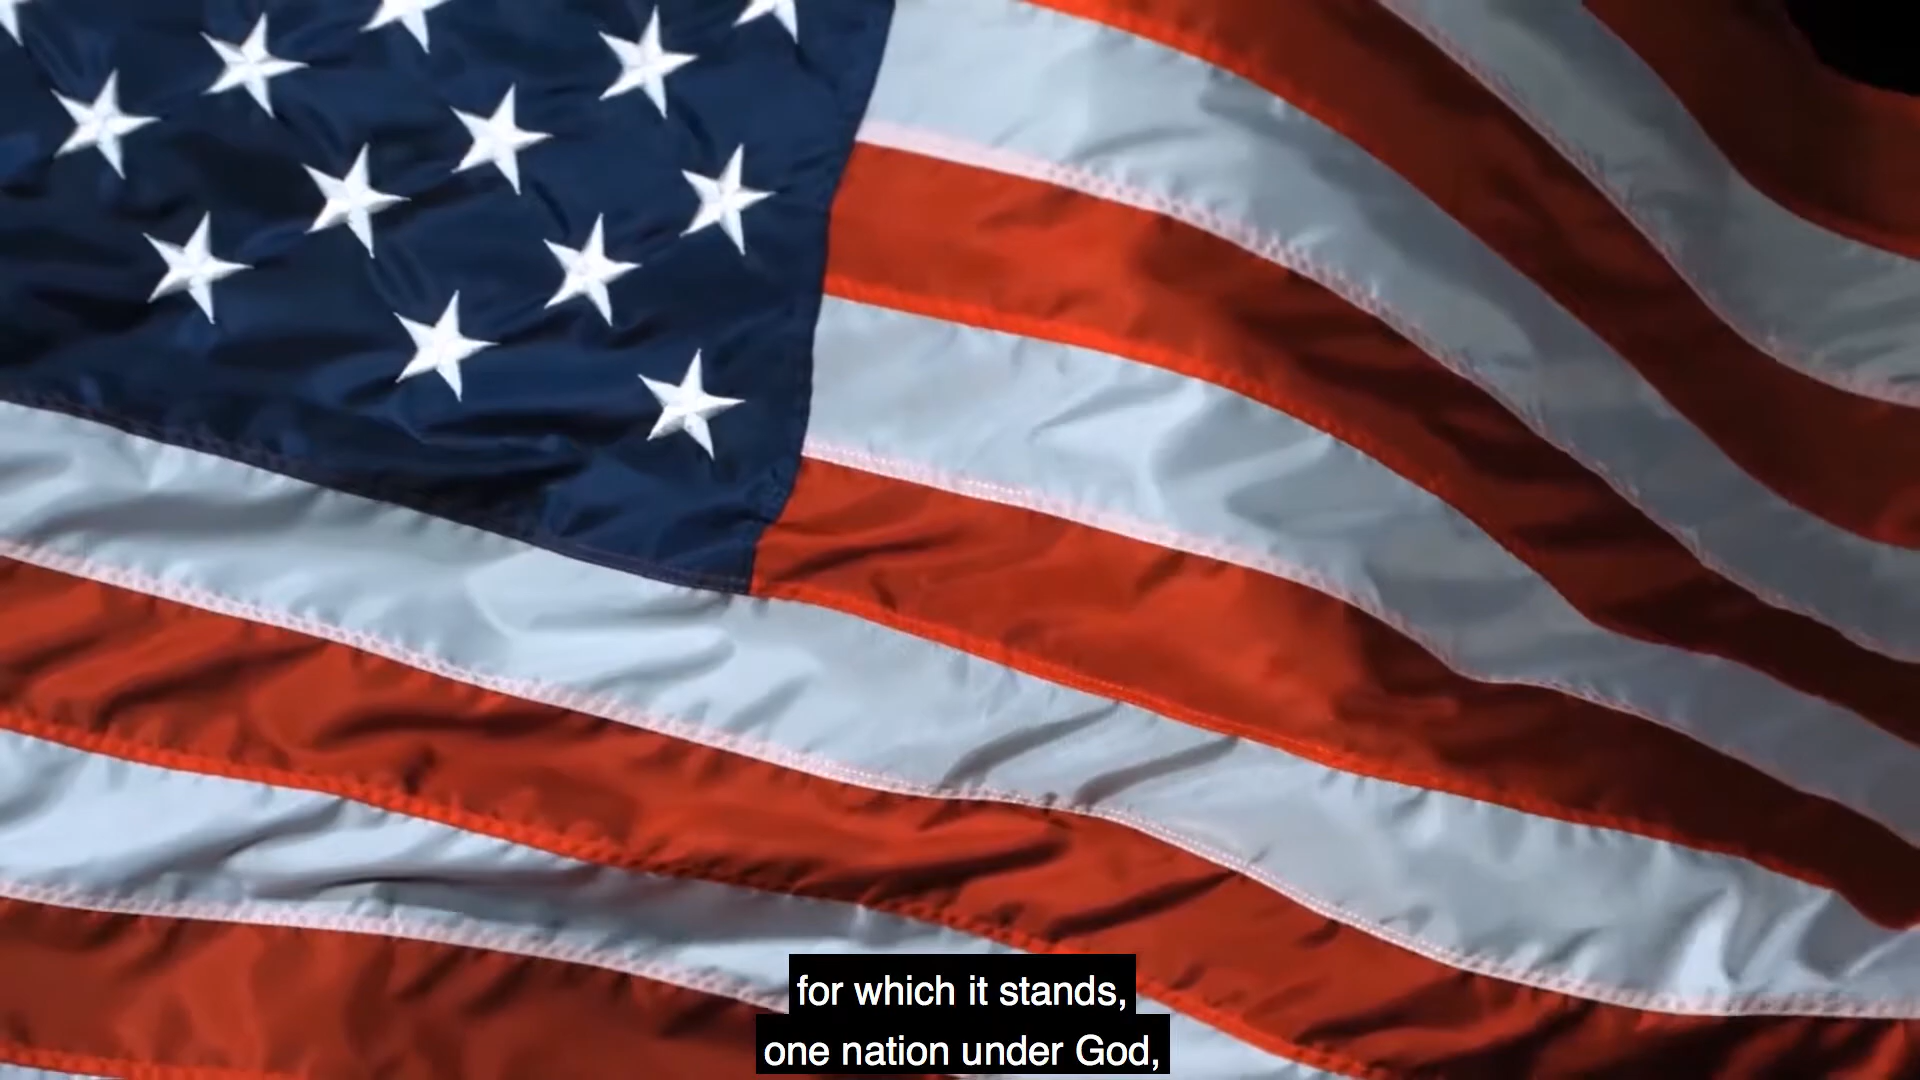 for which it stands,
one nation under God,